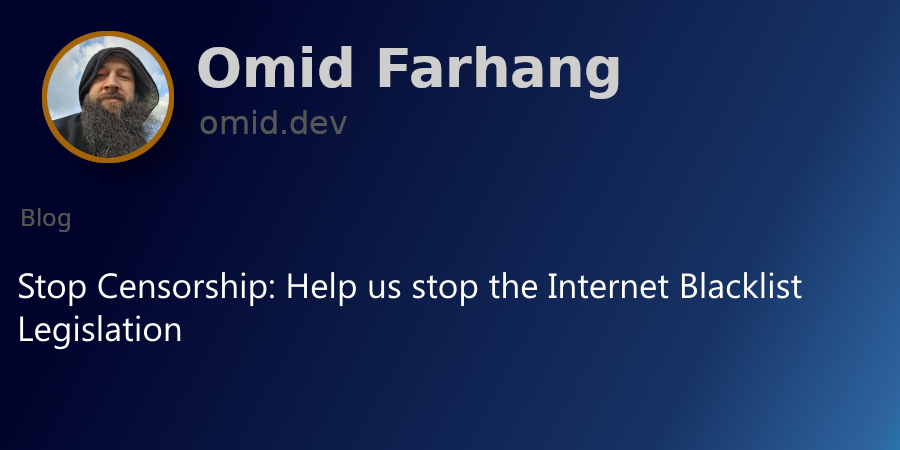 Omid Farhang
omid.dev
Blog
Stop Censorship: Help us stop the Internet Blacklist
Legislation